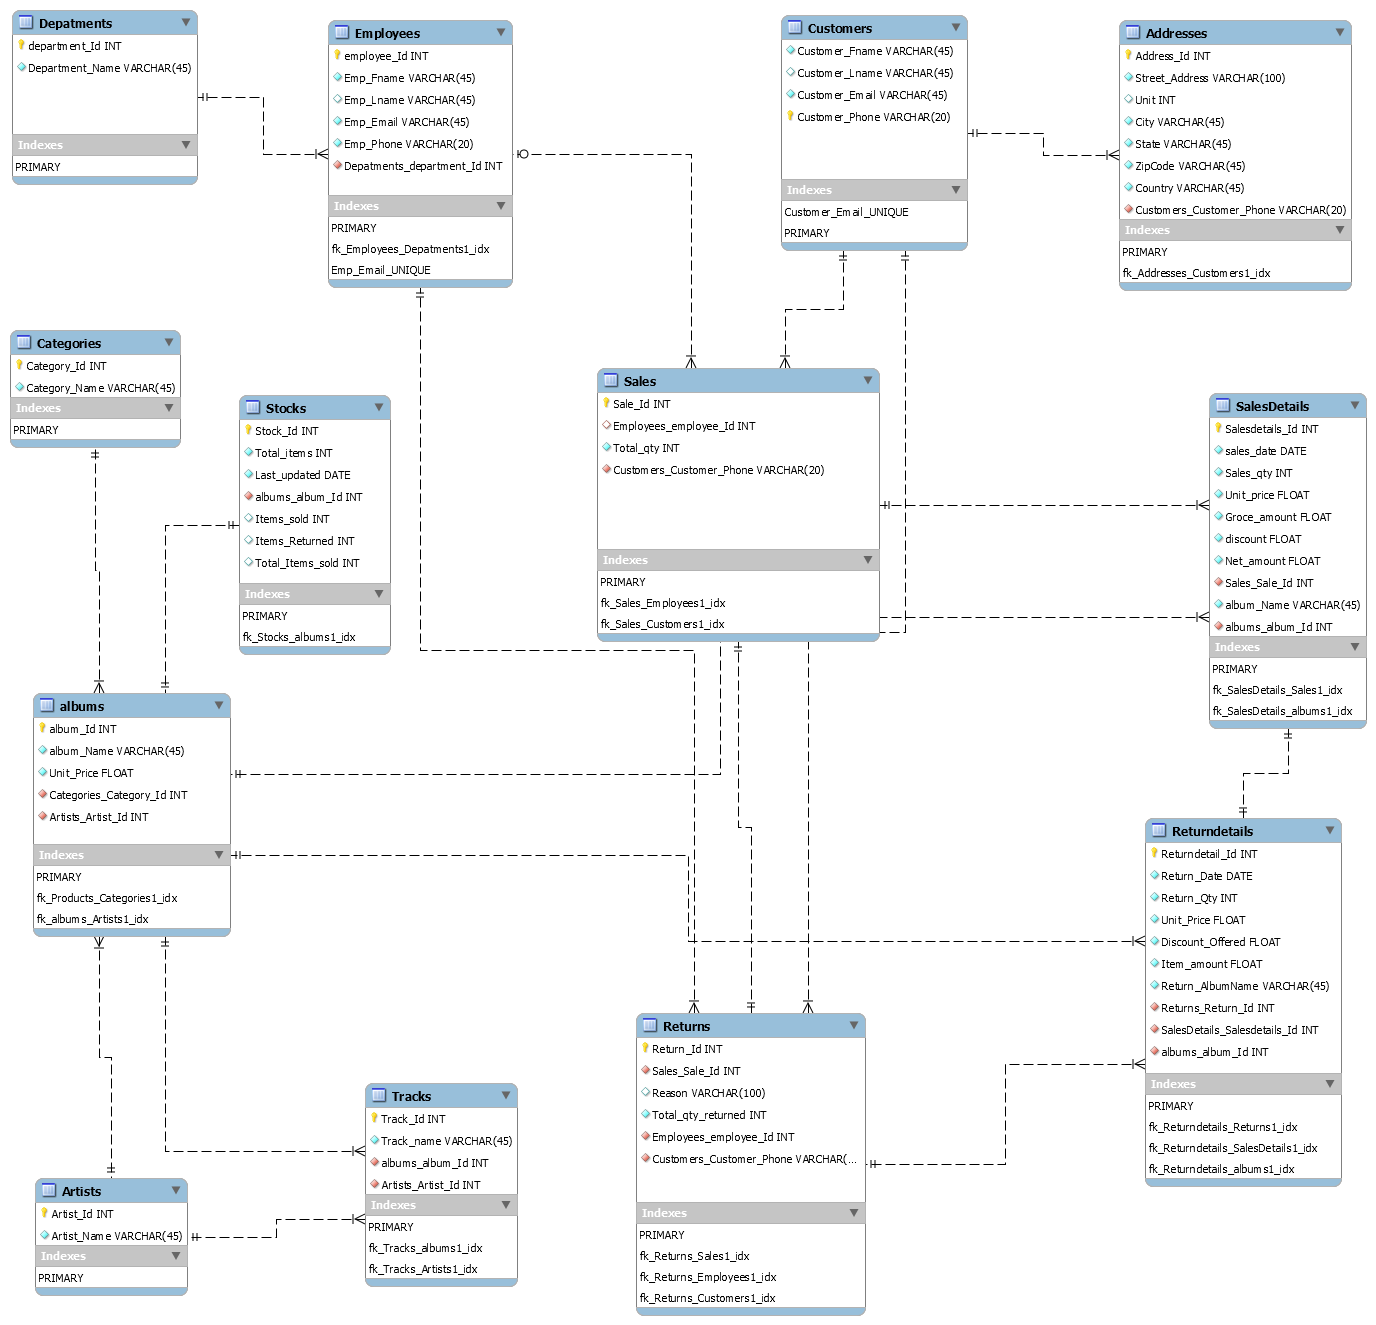 Depatments
department_Id INT
Department_Name VARCHAR(45)
Indexes
PRIMARY
Employees
employee_Id INT
Emp_Fname VARCHAR(45)
Emp_Lname VARCHAR(45)
Emp_Email VARCHAR(45)
Emp_Phone VARCHAR(20)
Depatments_department_Id INT
Indexes
PRIMARY
fk_Employees_Depatments1_idx
Emp_Email_UNIQUE
Customers
Customer_Fname VARCHAR(45)
Customer_Lname VARCHAR(45)
Customer_Email VARCHAR(45)
Customer_Phone VARCHAR(20)
Indexes
Customer_Email_UNIQUE
PRIMARY
Addresses
Address_Id INT
Street_Address VARCHAR(100)
Unit INT
City VARCHAR(45)
State VARCHAR(45)
ZipCode VARCHAR(45)
Country VARCHAR(45)
Customers_Customer_Phone VARCHAR(20)
Indexes
PRIMARY
fk_Addresses_Customers1_idx
Categories
Category_Id INT
Category_Name VARCHAR(45)
Indexes
PRIMARY
Stocks
Stock_Id INT
Total_items INT
Last_updated DATE
albums_album_Id INT
Items_sold INT
Items_Returned INT
Total_Items_sold INT
Indexes
PRIMARY
fk_Stocks_albums1_idx
Sales
Sale_Id INT
Employees_employee_Id INT
Total_qty INT
Customers_Customer_Phone VARCHAR(20)
Indexes
PRIMARY
fk_Sales_Employees1_idx
fk_Sales_Customers1_idx
SalesDetails
Salesdetails_Id INT
sales_date DATE
Sales_qty INT
Unit_price FLOAT
Groce_amount FLOAT
discount FLOAT
Net_amount FLOAT
Sales_Sale_Id INT
album_Name VARCHAR(45)
albums_album_Id INT
Indexes
PRIMARY
fk_SalesDetails_Sales1_idx
fk_SalesDetails_albums1_idx
albums
album_Id INT
album_Name VARCHAR(45)
Unit_Price FLOAT
Categories_Category_Id INT
Artists_Artist_Id INT
Indexes
PRIMARY
fk_Products_Categories1_idx
fk_albums_Artists1_idx
Returndetails
Returndetail_Id INT
Return_Date DATE
Return_Qty INT
Unit_Price FLOAT
Discount_Offered FLOAT
Item_amount FLOAT
Return_AlbumName VARCHAR(45)
Returns_Return_Id INT
SalesDetails_Salesdetails_Id INT
albums_album_Id INT
Indexes
PRIMARY
fk_Returndetails_Returns1_idx
fk_Returndetails_SalesDetails1_idx
fk_Returndetails_albums1_idx
Returns
Return_Id INT
Sales_Sale_Id INT
Reason VARCHAR(100)
Total_qty_returned INT
Employees_employee_Id INT
Customers_Customer_Phone VARCHAR(...
Indexes
PRIMARY
fk_Returns_Sales1_idx
fk_Returns_Employees1_idx
fk_Returns_Customers1_idx
Tracks
Track_Id INT
Track_name VARCHAR(45)
albums_album_Id INT
Artists_Artist_Id INT
Indexes
PRIMARY
fk_Tracks_albums1_idx
fk_Tracks_Artists1_idx
Artists
Artist_Id INT
Artist_Name VARCHAR(45)
Indexes
PRIMARY